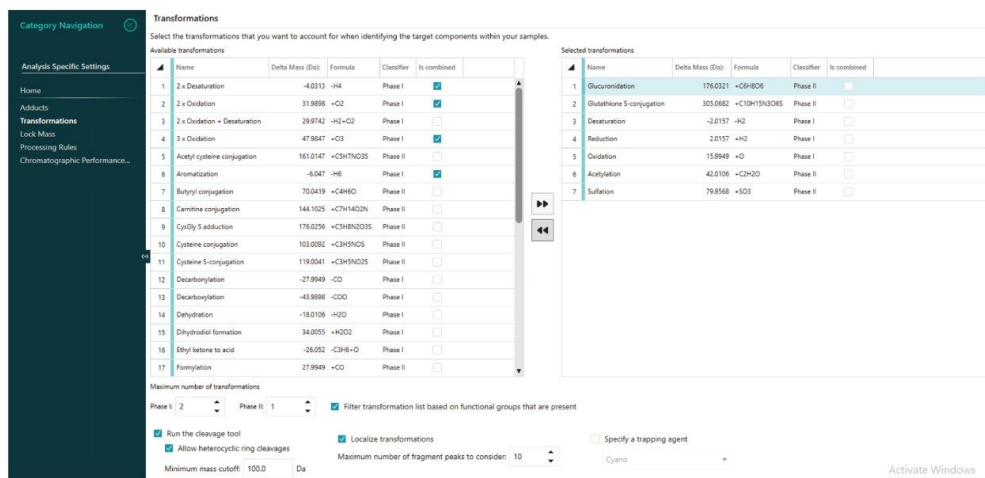 Category Navigation
Analysis Specific Settings
Home
Adducts
Transformations
Lock Mass
Processing Rules
Chromatographic Performance...
Transformations
Select the transformations that you want to account for when identifying the target components within your samples.
Available transformations
Name Delta Mass (Da): Formula Classifier Is combined
1 2 x Desaturation -4.0313 -H4 Phase I
2 2 x Oxidation 31.9898 +O2 Phase I
3 2 x Oxidation + Desaturation 29.9742 -H2+O2 Phase I
4 3 x Oxidation 47.9847 +O3 Phase I
5 Acetyl cysteine conjugation 161.0147 +C5H7NO3S Phase II
6 Aromatization -6.047 -H6 Phase I
7 Butyryl conjugation 70.0419 +C4H6O Phase II
8 Carnitine conjugation 144.1025 +C7H14O2N Phase II
9 CysGly S adduction 176.0256 +C5H8N2O3S Phase II
10 Cysteine conjugation 103.0092 +C3H5NOS Phase II
11 Cysteine S-conjugation 119.0041 +C3H5NO2S Phase II
12 Decarbonylation -27.9949 -CO Phase I
13 Decarboxylation -43.9898 -COO Phase I
14 Dehydration -18.0106 -H2O Phase I
15 Dihydrodiol formation 34.0055 +H2O2 Phase I
16 Ethyl ketone to acid -26.052 -C3H6+O Phase I
17 Formylation 27.9949 +CO Phase II
Selected transformations
Name Delta Mass (Da): Formula Classifier Is combined
1 Glucuronidation 176.0321 +C6H8O6 Phase II
2 Glutathione S-conjugation 305.0682 +C10H15N3O6S Phase II
3 Desaturation -2.0157 -H2 Phase I
4 Reduction 2.0157 +H2 Phase I
5 Oxidation 15.9949 +O Phase I
6 Acetylation 42.0106 +C2H2O Phase II
7 Sulfation 79.9568 +SO3 Phase II
Maximum number of transformations
Phase I: 2 Phase II: 1 Filter transformation list based on functional groups that are present
Run the cleavage tool
Allow heterocyclic ring cleavages
Minimum mass cutoff: 100.0 Da
Localize transformations
Maximum number of fragment peaks to consider: 10
Specify a trapping agent
Cyano
Activate Windows